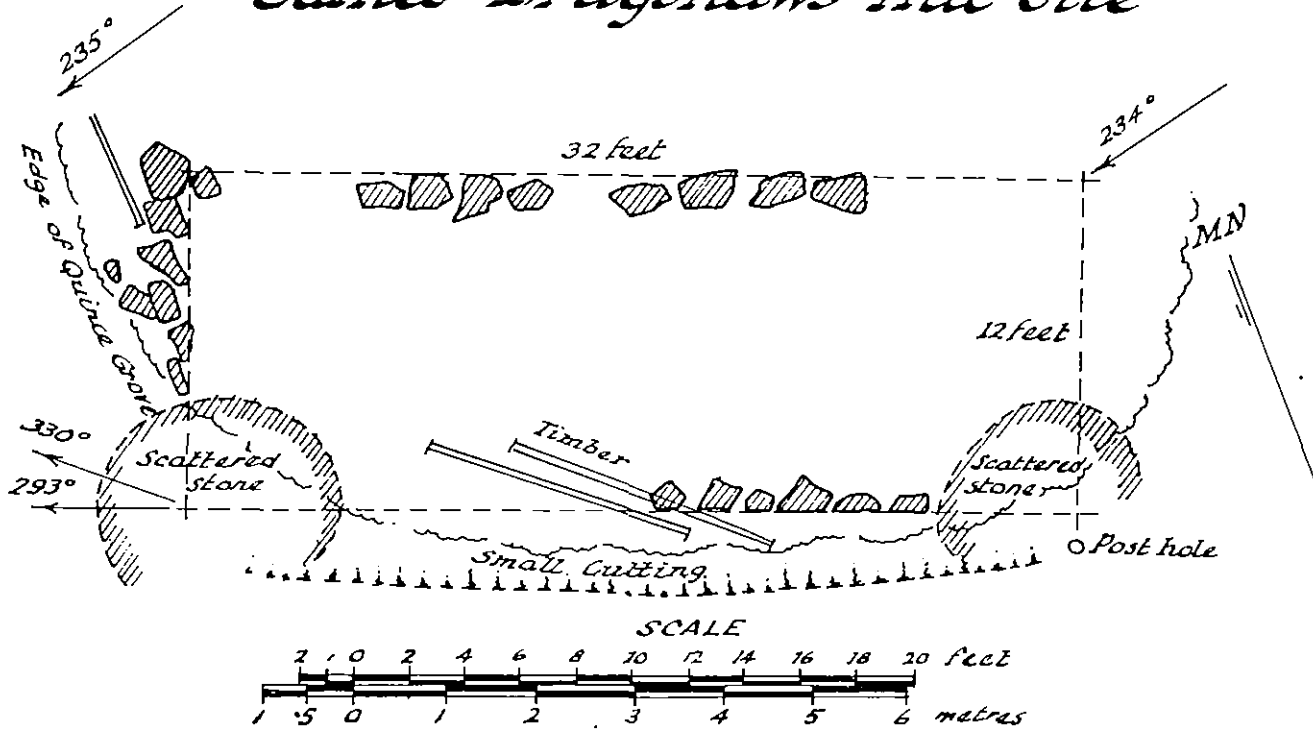 235°
234°
32 feet
Edge of Quince Grove
MN
12 feet
330°
293°
Scattered
stone
Timber
Scattered
stone
Post hole
Small Cutting
SCALE
2 1 0 2 4 6 8 10 12 14 16 18 20 feet
1 .5 0 1 2 3 4 5 6 metres